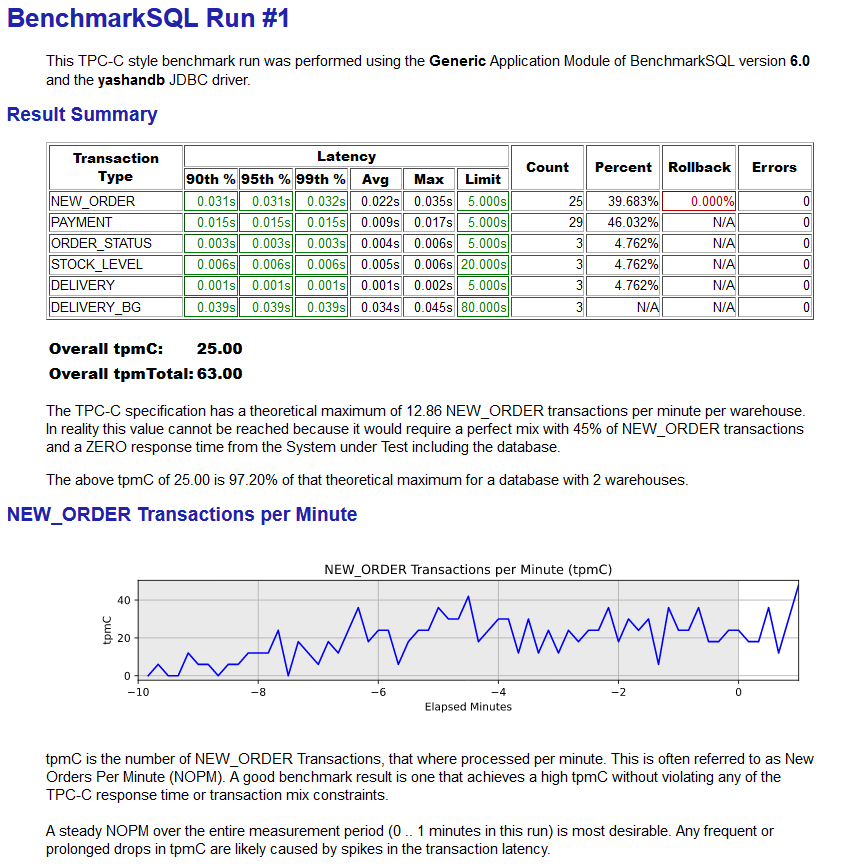 BenchmarkSQL Run #1
This TPC-C style benchmark run was performed using the Generic Application Module of BenchmarkSQL version 6.0
and the yashandb JDBC driver.
Result Summary
Transaction Type Latency Count Percent Rollback Errors
90th % 95th % 99th % Avg Max Limit
NEW_ORDER 0.031s 0.031s 0.032s 0.022s 0.035s 5.000s 25 39.683% 0.000% 0
PAYMENT 0.015s 0.015s 0.015s 0.009s 0.017s 5.000s 29 46.032% N/A 0
ORDER_STATUS 0.003s 0.003s 0.003s 0.004s 0.006s 5.000s 3 4.762% N/A 0
STOCK_LEVEL 0.006s 0.006s 0.006s 0.005s 0.006s 20.000s 3 4.762% N/A 0
DELIVERY 0.001s 0.001s 0.001s 0.001s 0.002s 5.000s 3 4.762% N/A 0
DELIVERY_BG 0.039s 0.039s 0.039s 0.034s 0.045s 80.000s 3 N/A N/A 0
Overall tpmC: 25.00
Overall tpmTotal: 63.00
The TPC-C specification has a theoretical maximum of 12.86 NEW_ORDER transactions per minute per warehouse.
In reality this value cannot be reached because it would require a perfect mix with 45% of NEW_ORDER transactions
and a ZERO response time from the System under Test including the database.
The above tpmC of 25.00 is 97.20% of that theoretical maximum for a database with 2 warehouses.
NEW_ORDER Transactions per Minute
NEW_ORDER Transactions per Minute (tpmC)
40
20
0
tpmC
−10 −8 −6 −4 −2 0
Elapsed Minutes
tpmC is the number of NEW_ORDER Transactions, that where processed per minute. This is often referred to as New
Orders Per Minute (NOPM). A good benchmark result is one that achieves a high tpmC without violating any of the
TPC-C response time or transaction mix constraints.
A steady NOPM over the entire measurement period (0 .. 1 minutes in this run) is most desirable. Any frequent or
prolonged drops in tpmC are likely caused by spikes in the transaction latency.